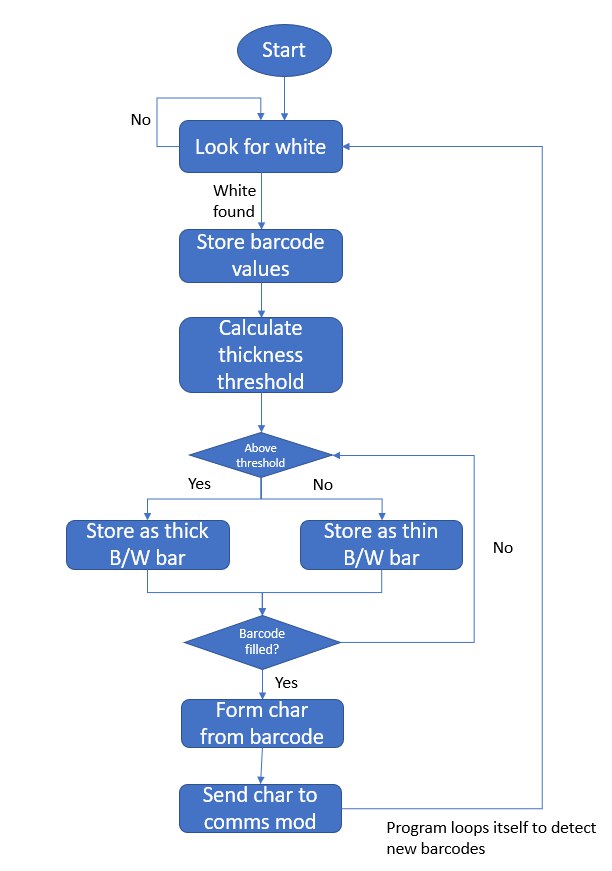 Start
No
Look for white
White
found
Store barcode
values
Calculate
thickness
threshold
Above
threshold
Yes
No
Store as thick
B/W bar
Store as thin
B/W bar
No
Barcode
filled?
Yes
Form char
from barcode
Send char to
comms mod
Program loops itself to detect
new barcodes